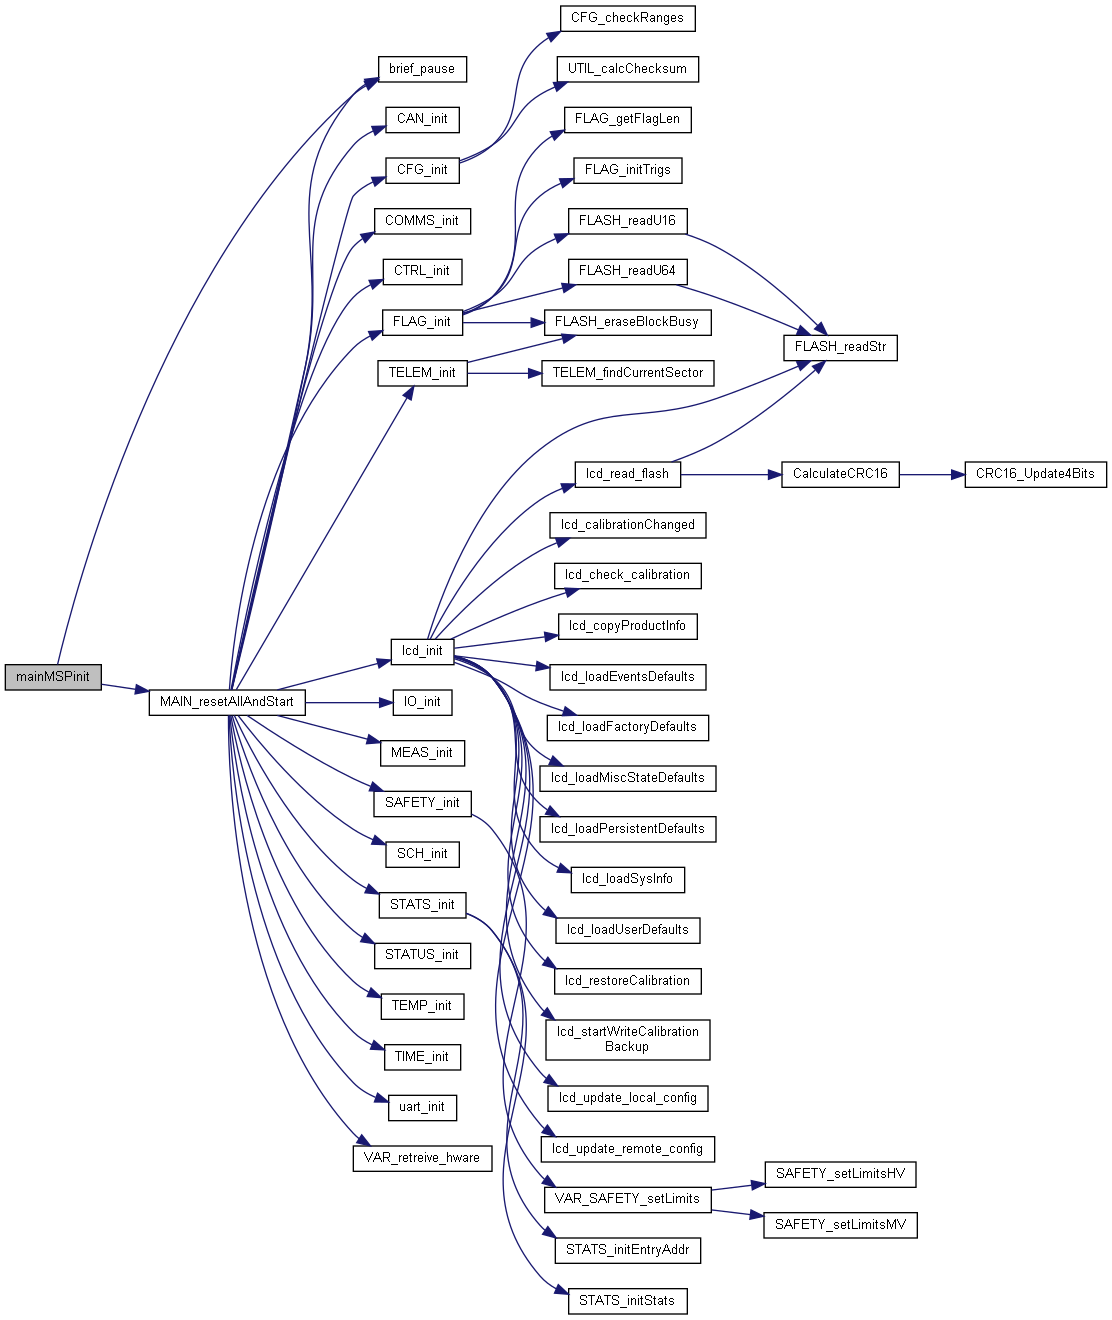 CFG_checkRanges
brief_pause
UTIL_calcChecksum
CAN_init
FLAG_getFlagLen
CFG_init
FLAG_initTrigs
COMMS_init
FLASH_readU16
CTRL_init
FLASH_readU64
FLAG_init
FLASH_eraseBlockBusy
FLASH_readStr
TELEM_init
TELEM_findCurrentSector
lcd_read_flash
CalculateCRC16
CRC16_Update4Bits
lcd_calibrationChanged
lcd_check_calibration
lcd_copyProductInfo
lcd_init
mainMSPinit
lcd_loadEventsDefaults
MAIN_resetAllAndStart
IO_init
lcd_loadFactoryDefaults
MEAS_init
lcd_loadMiscStateDefaults
SAFETY_init
lcd_loadPersistentDefaults
SCH_init
lcd_loadSysInfo
STATS_init
lcd_loadUserDefaults
STATUS_init
lcd_restoreCalibration
TEMP_init
lcd_startWriteCalibration
Backup
TIME_init
lcd_update_local_config
uart_init
lcd_update_remote_config
VAR_retreive_hware
SAFETY_setLimitsHV
VAR_SAFETY_setLimits
SAFETY_setLimitsMV
STATS_initEntryAddr
STATS_initStats